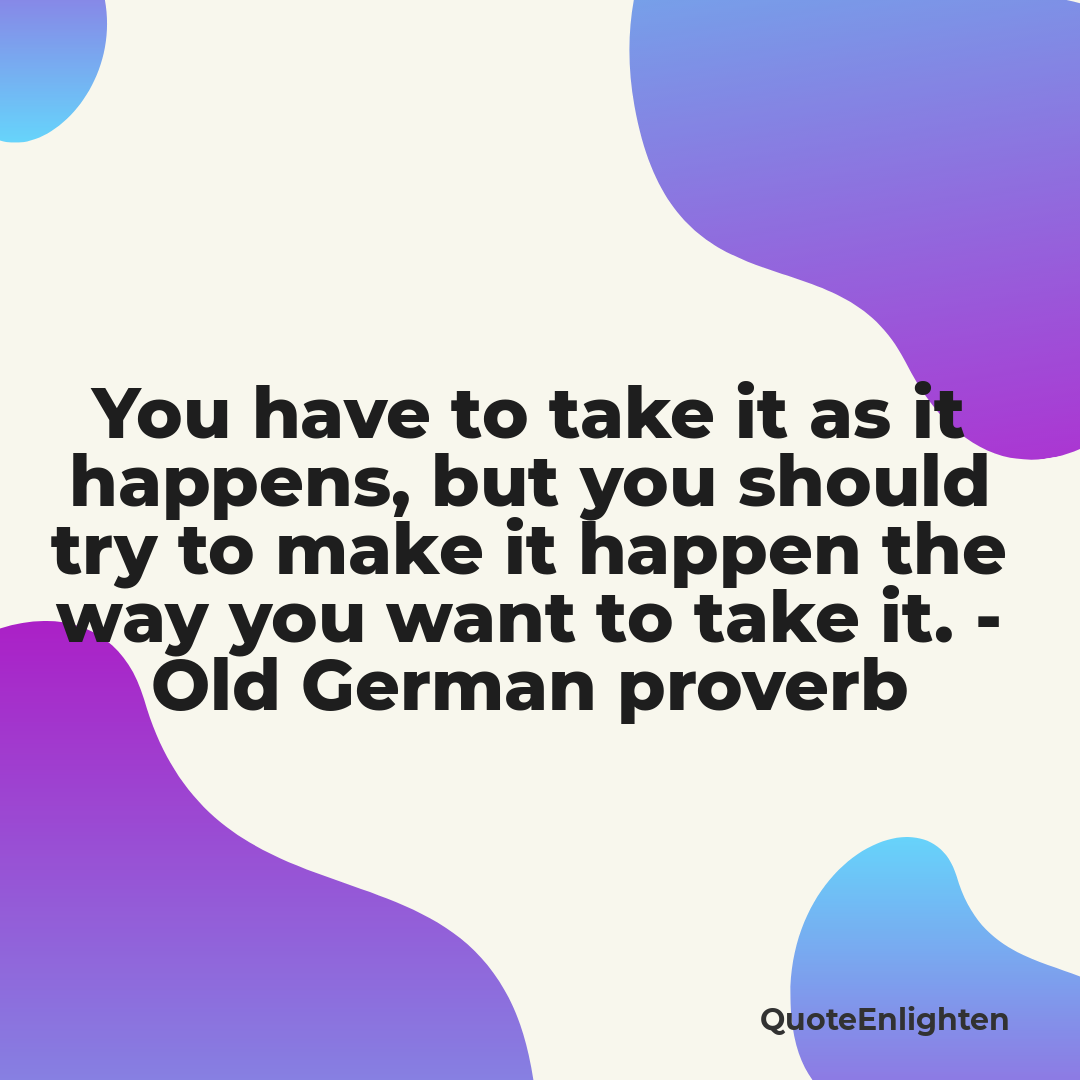 You have to take it as it
happens, but you should
try to make it happen the
way you want to take it. -
Old German proverb
QuoteEnlighten